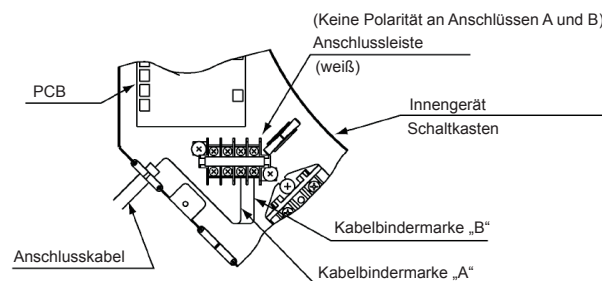 (Keine Polarität an Anschlüssen A und B)
Anschlussleiste
(weiß)
PCB
Innengerät
Schaltkasten
Kabelbindermarke „B“
Anschlusskabel
Kabelbindermarke „A“